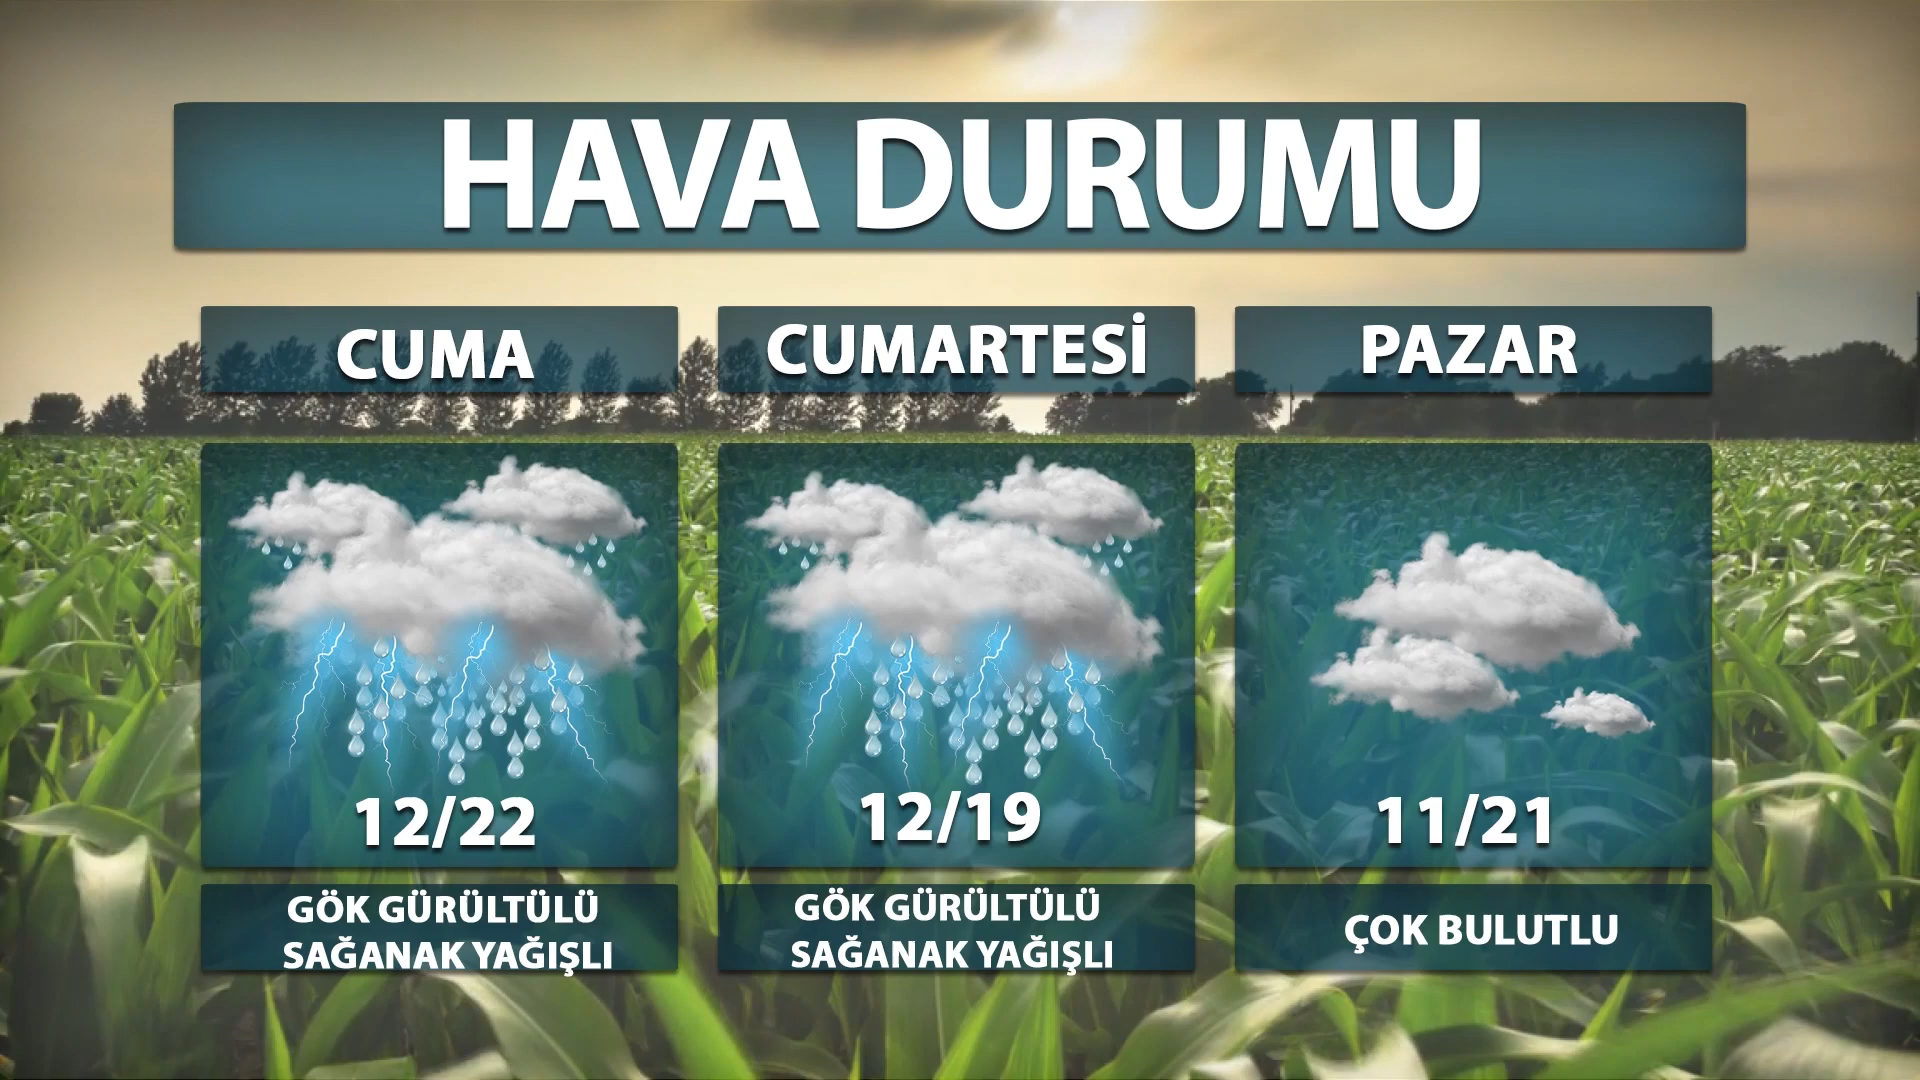 HAVA DURUMU
CUMA
CUMARTESİ
PAZAR
12/22
12/19
11/21
GÖK GÜRÜLTÜLÜ
SAĞANAK YAĞIŞLI
GÖK GÜRÜLTÜLÜ
SAĞANAK YAĞIŞLI
ÇOK BULUTLU